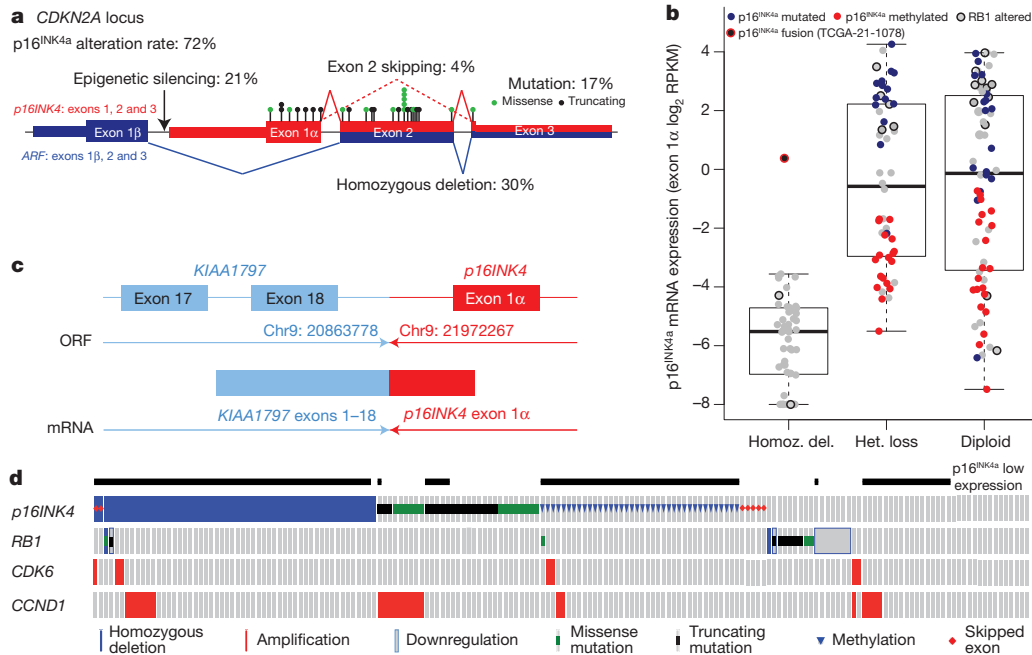 a CDKN2A locus
p16INK4a alteration rate: 72%
Epigenetic silencing: 21%
Exon 2 skipping: 4%
Mutation: 17%
Missense Truncating
p16INK4: exons 1, 2 and 3
Exon 1β
Exon 1α
Exon 2
Exon 3
ARF: exons 1β, 2 and 3
Homozygous deletion: 30%
b
p16INK4a mutated
p16INK4a methylated
RB1 altered
p16INK4a fusion (TCGA-21-1078)
p16INK4a mRNA expression (exon 1α log2 RPKM)
4
2
0
−2
−4
−6
−8
Homoz. del.
Het. loss
Diploid
c
KIAA1797
p16INK4
Exon 17
Exon 18
Exon 1α
Chr9: 20863778
Chr9: 21972267
ORF
KIAA1797 exons 1–18
p16INK4 exon 1α
mRNA
d
p16INK4a low
expression
p16INK4
RB1
CDK6
CCND1
Homozygous
deletion
Amplification
Downregulation
Missense
mutation
Truncating
mutation
Methylation
Skipped
exon